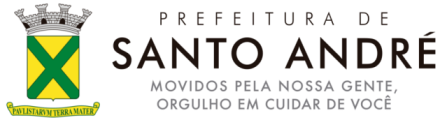 PREFEITURA DE
SANTO ANDRÉ
MOVIDOS PELA NOSSA GENTE,
ORGULHO EM CUIDAR DE VOCÊ
PAVLISTARVM TERRA MATER